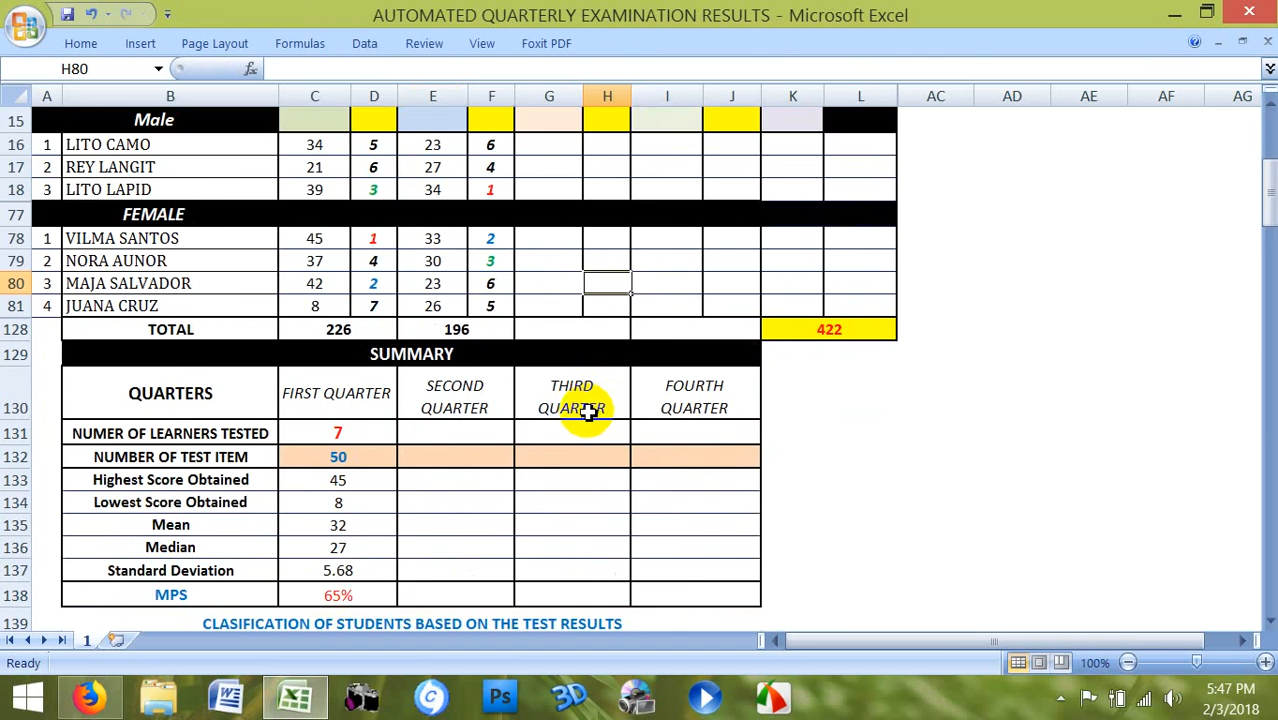 AUTOMATED QUARTERLY EXAMINATION RESULTS - Microsoft Excel
Home Insert Page Layout Formulas Data Review View Foxit PDF
H80 fx
A B C D E F G H I J K L AC AD AE AF AG
15 Male
16 1 LITO CAMO 34 5 23 6
17 2 REY LANGIT 21 6 27 4
18 3 LITO LAPID 39 3 34 1
77 FEMALE
78 1 VILMA SANTOS 45 1 33 2
79 2 NORA AUNOR 37 4 30 3
80 3 MAJA SALVADOR 42 2 23 6
81 4 JUANA CRUZ 8 7 26 5
128 TOTAL 226 196 422
129 SUMMARY
130 QUARTERS FIRST QUARTER SECOND QUARTER THIRD QUARTER FOURTH QUARTER
131 NUMER OF LEARNERS TESTED 7
132 NUMBER OF TEST ITEM 50
133 Highest Score Obtained 45
134 Lowest Score Obtained 8
135 Mean 32
136 Median 27
137 Standard Deviation 5.68
138 MPS 65%
139 CLASIFICATION OF STUDENTS BASED ON THE TEST RESULTS
1
Ready 100%
W Ps 3D 5:47 PM
2/3/2018